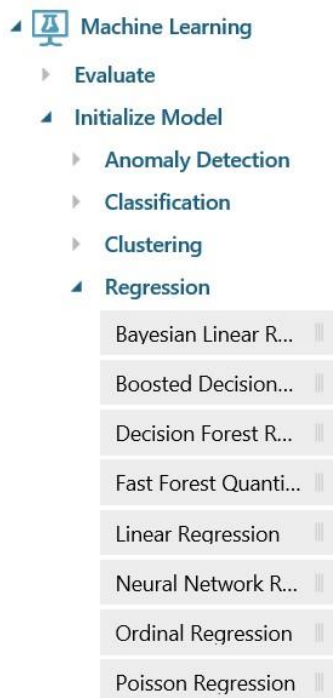 Machine Learning
Evaluate
Initialize Model
Anomaly Detection
Classification
Clustering
Regression
Bayesian Linear R...
Boosted Decision...
Decision Forest R...
Fast Forest Quanti...
Linear Regression
Neural Network R...
Ordinal Regression
Poisson Regression